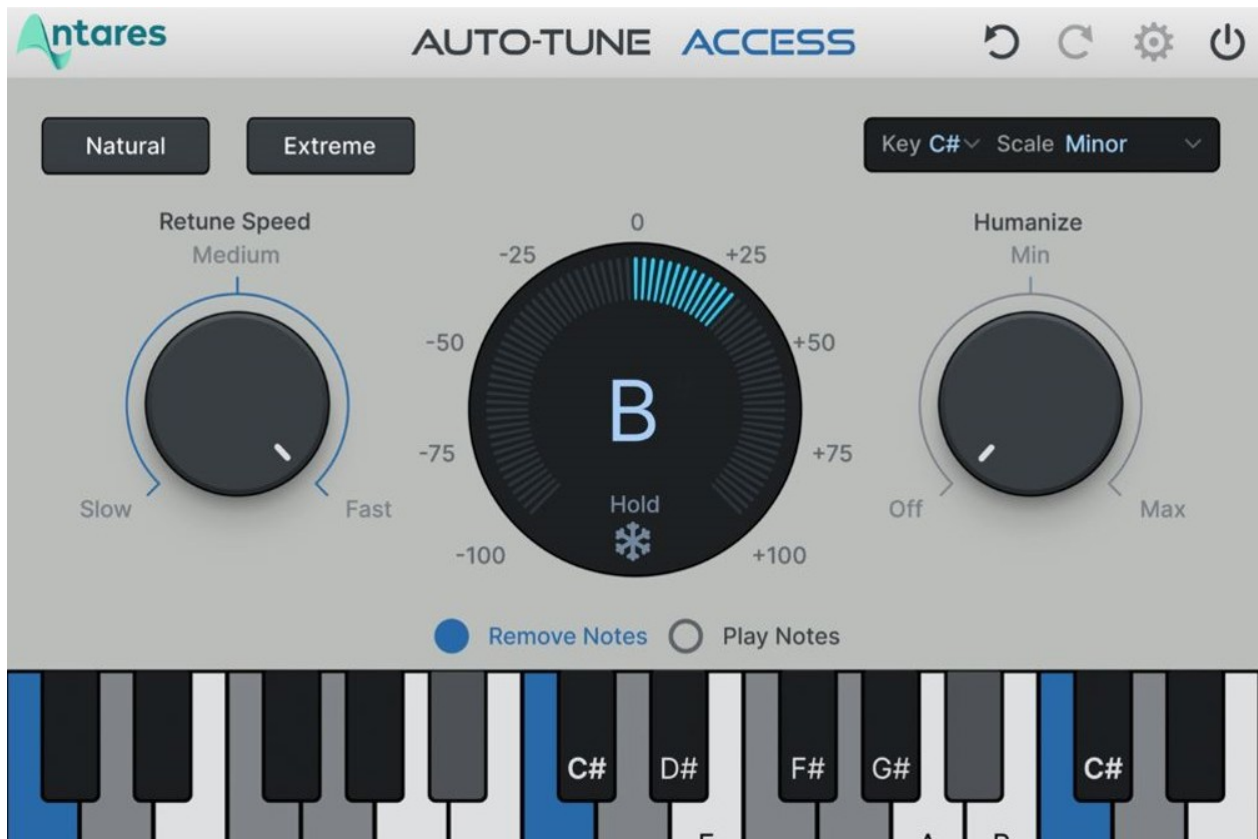 Antares
AUTO-TUNE ACCESS
Natural
Extreme
Key C# Scale Minor
Retune Speed
Medium
Slow
Fast
0
-25
+25
-50
+50
-75
+75
-100
+100
B
Hold
Humanize
Min
Off
Max
Remove Notes
Play Notes
C# D# F# G# C#